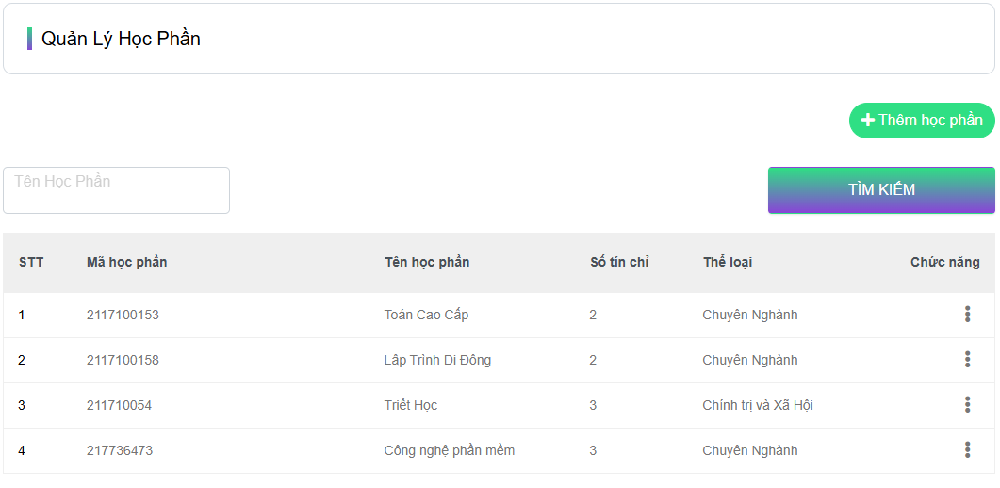 Quản Lý Học Phần
Thêm học phần
Tên Học Phần
TÌM KIẾM
STT Mã học phần Tên học phần Số tín chỉ Thể loại Chức năng
1 2117100153 Toán Cao Cấp 2 Chuyên Nghành
2 2117100158 Lập Trình Di Động 2 Chuyên Nghành
3 211710054 Triết Học 3 Chính trị và Xã Hội
4 217736473 Công nghệ phần mềm 3 Chuyên Nghành